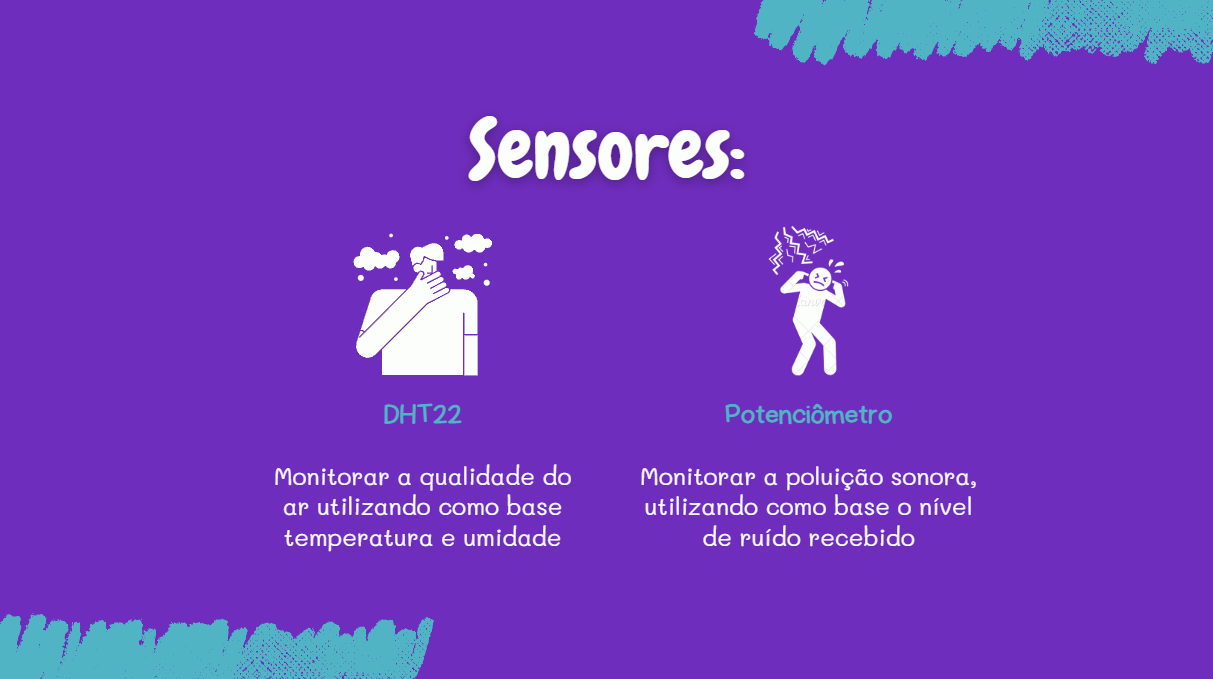 Sensores:
DHT22
Monitorar a qualidade do
ar utilizando como base
temperatura e umidade
Potenciômetro
Monitorar a poluição sonora,
utilizando como base o nível
de ruído recebido